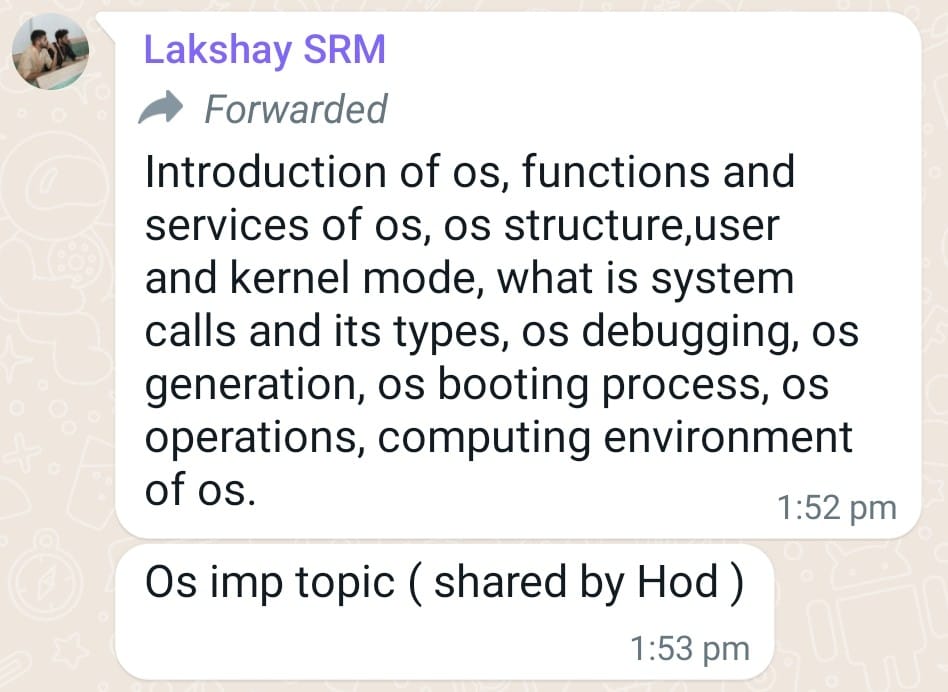 Lakshay SRM
Forwarded
Introduction of os, functions and
services of os, os structure,user
and kernel mode, what is system
calls and its types, os debugging, os
generation, os booting process, os
operations, computing environment
of os.
1:52 pm
Os imp topic ( shared by Hod )
1:53 pm